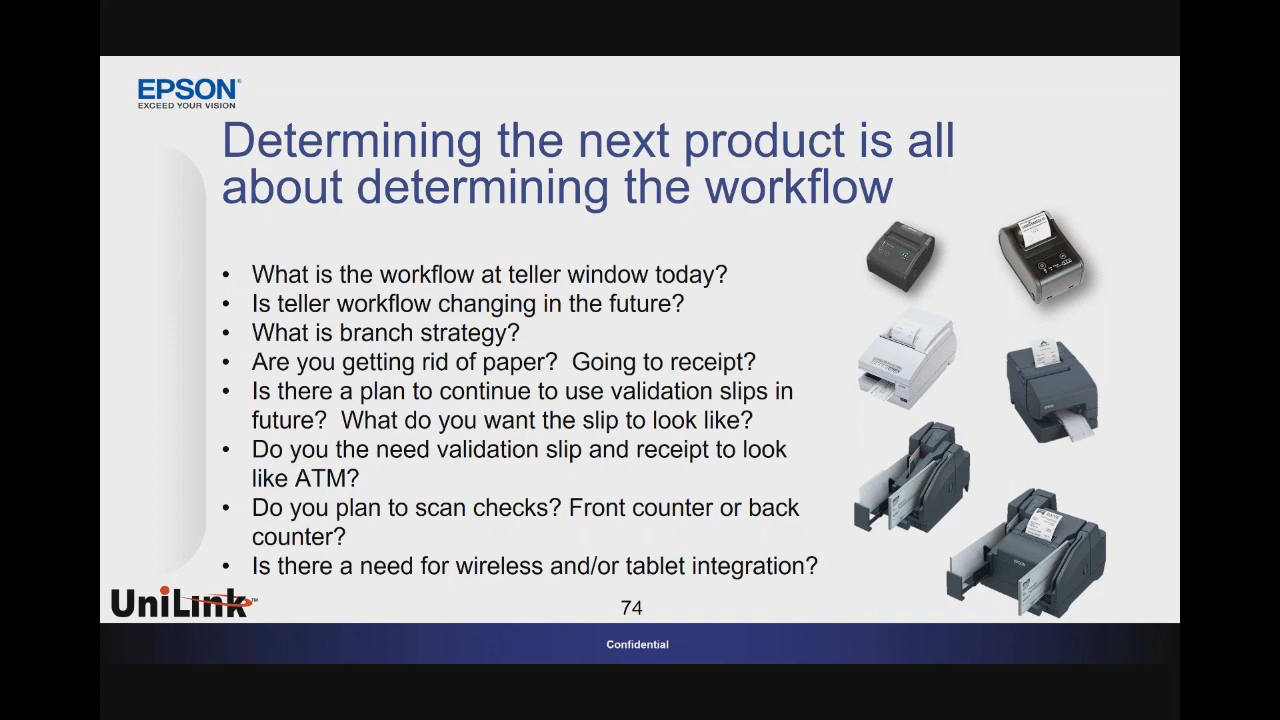 EPSON®
EXCEED YOUR VISION
Determining the next product is all
about determining the workflow
• What is the workflow at teller window today?
• Is teller workflow changing in the future?
• What is branch strategy?
• Are you getting rid of paper?  Going to receipt?
• Is there a plan to continue to use validation slips in
future?  What do you want the slip to look like?
• Do you the need validation slip and receipt to look
like ATM?
• Do you plan to scan checks? Front counter or back
counter?
• Is there a need for wireless and/or tablet integration?
EPSON
UniLink™
74
Confidential